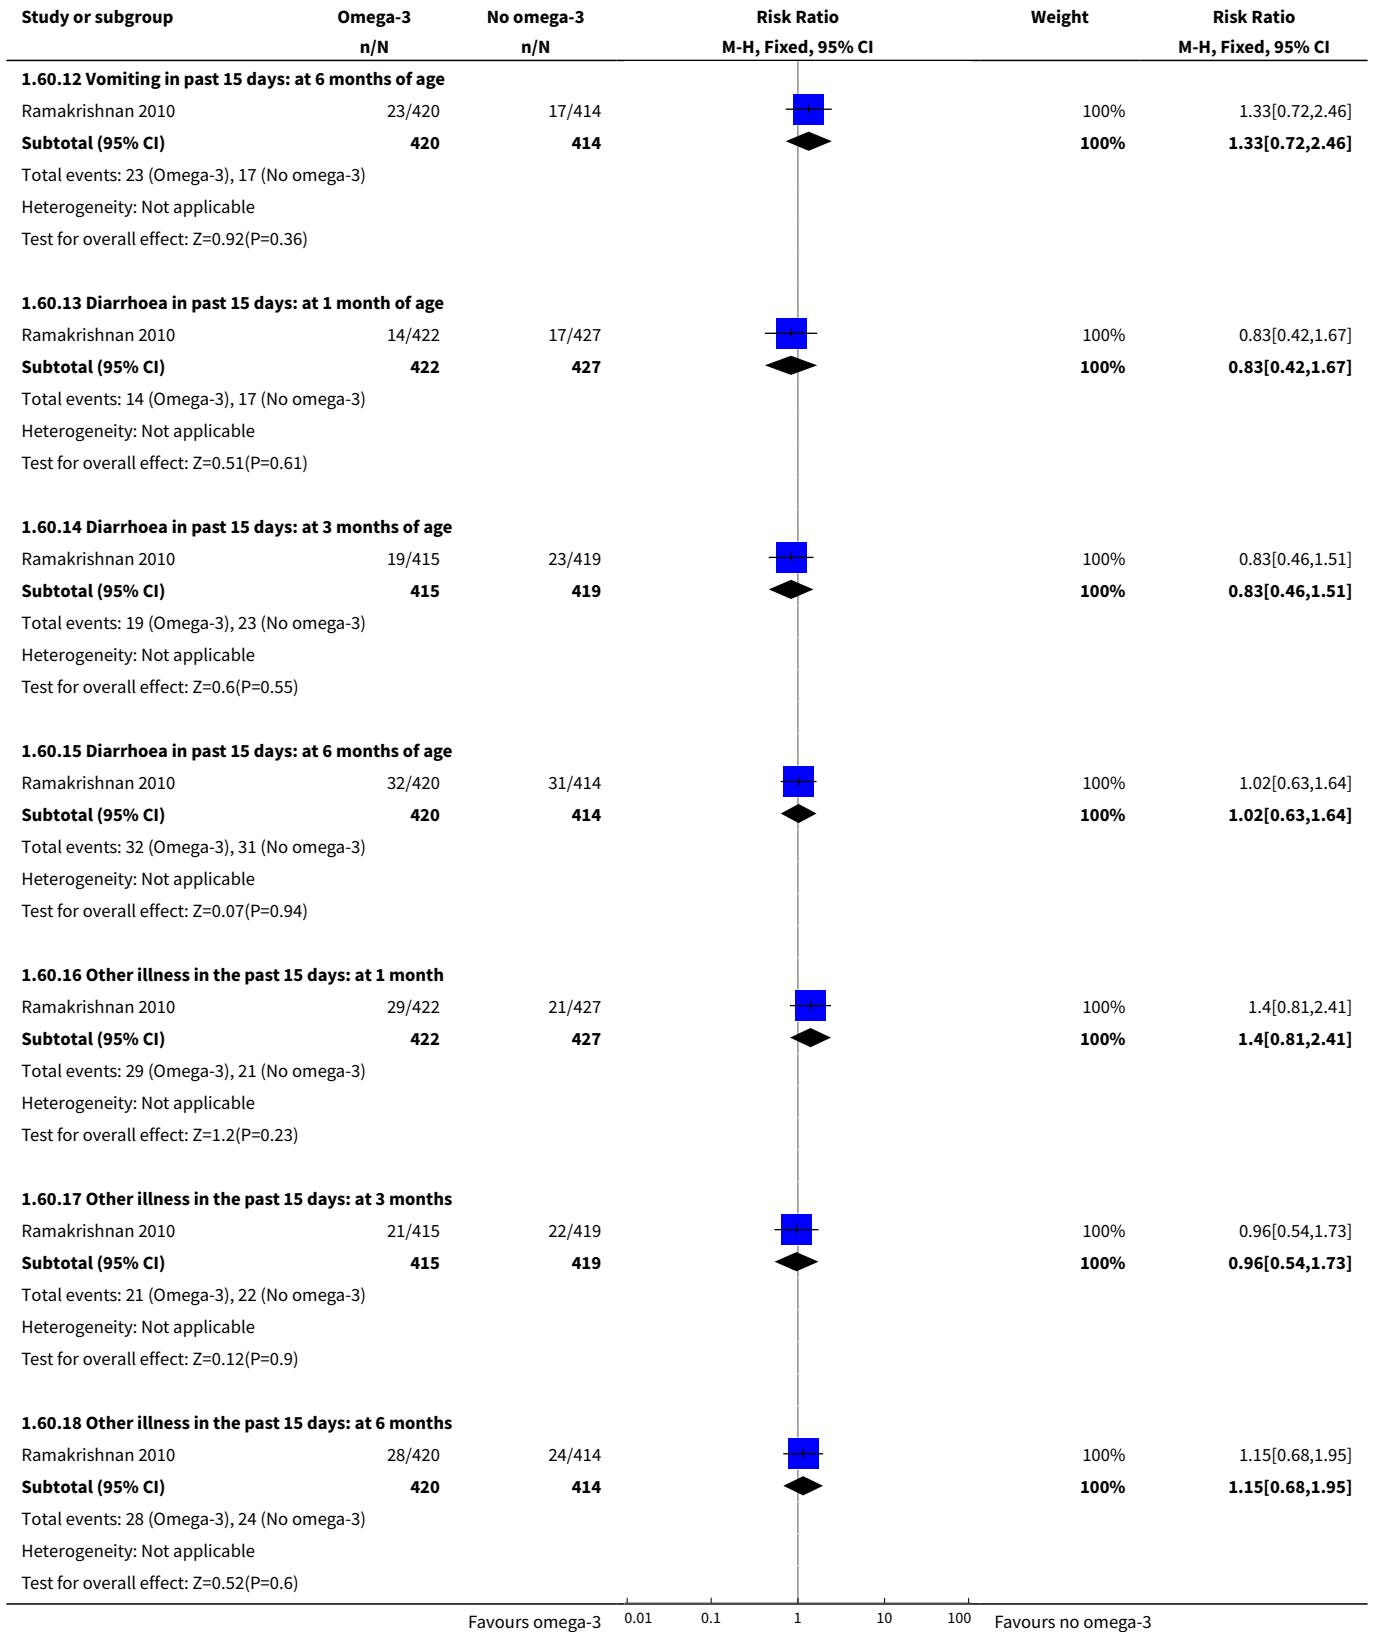 Study or subgroup Omega-3 No omega-3 Risk Ratio Weight Risk Ratio
n/N n/N M-H, Fixed, 95% CI M-H, Fixed, 95% CI
1.60.12 Vomiting in past 15 days: at 6 months of age
Ramakrishnan 2010 23/420 17/414 100% 1.33[0.72,2.46]
Subtotal (95% CI) 420 414 100% 1.33[0.72,2.46]
Total events: 23 (Omega-3), 17 (No omega-3)
Heterogeneity: Not applicable
Test for overall effect: Z=0.92(P=0.36)
1.60.13 Diarrhoea in past 15 days: at 1 month of age
Ramakrishnan 2010 14/422 17/427 100% 0.83[0.42,1.67]
Subtotal (95% CI) 422 427 100% 0.83[0.42,1.67]
Total events: 14 (Omega-3), 17 (No omega-3)
Heterogeneity: Not applicable
Test for overall effect: Z=0.51(P=0.61)
1.60.14 Diarrhoea in past 15 days: at 3 months of age
Ramakrishnan 2010 19/415 23/419 100% 0.83[0.46,1.51]
Subtotal (95% CI) 415 419 100% 0.83[0.46,1.51]
Total events: 19 (Omega-3), 23 (No omega-3)
Heterogeneity: Not applicable
Test for overall effect: Z=0.6(P=0.55)
1.60.15 Diarrhoea in past 15 days: at 6 months of age
Ramakrishnan 2010 32/420 31/414 100% 1.02[0.63,1.64]
Subtotal (95% CI) 420 414 100% 1.02[0.63,1.64]
Total events: 32 (Omega-3), 31 (No omega-3)
Heterogeneity: Not applicable
Test for overall effect: Z=0.07(P=0.94)
1.60.16 Other illness in the past 15 days: at 1 month
Ramakrishnan 2010 29/422 21/427 100% 1.4[0.81,2.41]
Subtotal (95% CI) 422 427 100% 1.4[0.81,2.41]
Total events: 29 (Omega-3), 21 (No omega-3)
Heterogeneity: Not applicable
Test for overall effect: Z=1.2(P=0.23)
1.60.17 Other illness in the past 15 days: at 3 months
Ramakrishnan 2010 21/415 22/419 100% 0.96[0.54,1.73]
Subtotal (95% CI) 415 419 100% 0.96[0.54,1.73]
Total events: 21 (Omega-3), 22 (No omega-3)
Heterogeneity: Not applicable
Test for overall effect: Z=0.12(P=0.9)
1.60.18 Other illness in the past 15 days: at 6 months
Ramakrishnan 2010 28/420 24/414 100% 1.15[0.68,1.95]
Subtotal (95% CI) 420 414 100% 1.15[0.68,1.95]
Total events: 28 (Omega-3), 24 (No omega-3)
Heterogeneity: Not applicable
Test for overall effect: Z=0.52(P=0.6)
Favours omega-3 0.01 0.1 1 10 100 Favours no omega-3